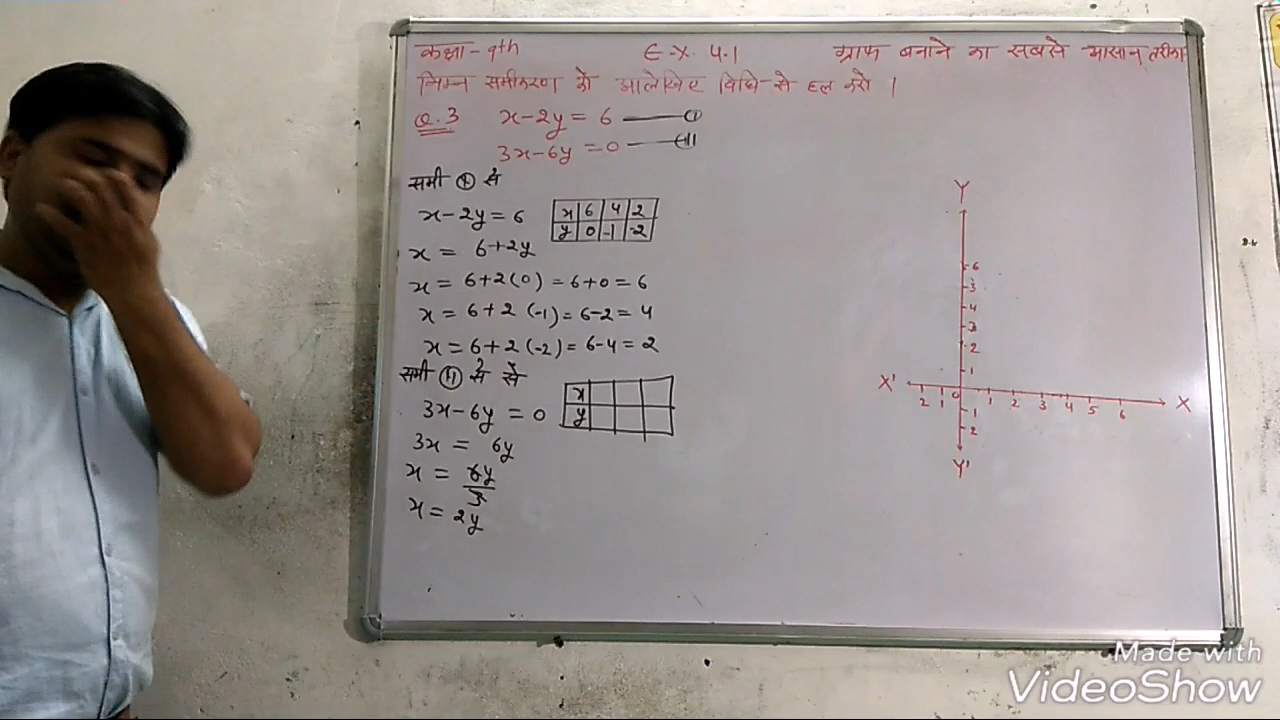 कक्षा - 9th E.X. 4.1 ग्राफ बनाने का सबसे आसान तरीका
निम्न समीकरण को आलेखिए विधि से हल करो ।
Q.3 x-2y = 6 — (I)
3x-6y = 0 — (II)
समी (I) से
x-2y = 6
x 6 4 2
y 0 -1 -2
x = 6+2y
x = 6+2(0) = 6+0 = 6
x = 6+2 (-1) = 6-2 = 4
x = 6+2 (-2) = 6-4 = 2
समी (II) से से
3x-6y = 0
x
y
3x = 6y
x = 6y/3
x = 2y
Y
6
3
4
3
2
1
X' 2 1 0 1 2 3 4 5 6 X
1
2
Y'
Made with
VideoShow